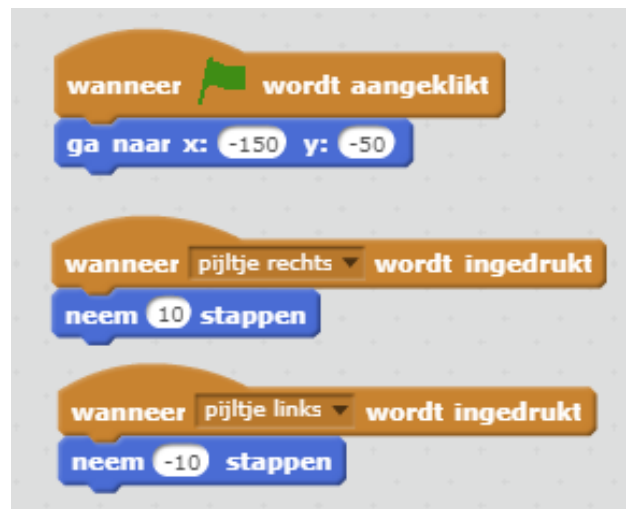 wanneer wordt aangeklikt
ga naar x: -150 y: -50
wanneer pijltje rechts wordt ingedrukt
neem 10 stappen
wanneer pijltje links wordt ingedrukt
neem -10 stappen